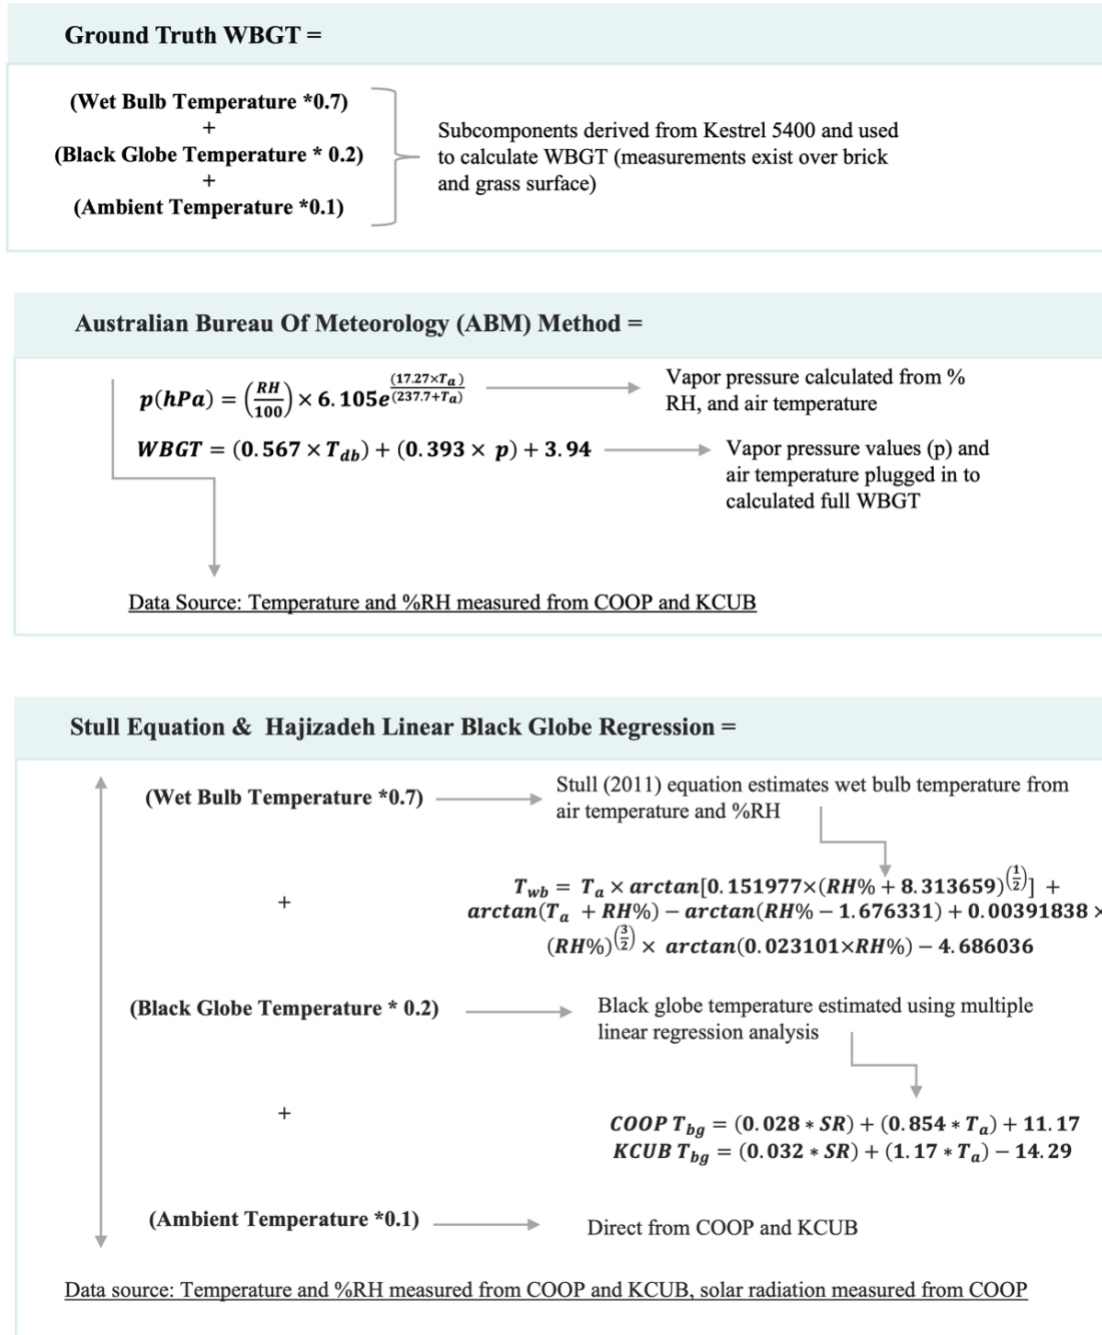 Ground Truth WBGT =
(Wet Bulb Temperature *0.7)
+
(Black Globe Temperature * 0.2)
+
(Ambient Temperature *0.1)
Subcomponents derived from Kestrel 5400 and used
to calculate WBGT (measurements exist over brick
and grass surface)
Australian Bureau Of Meteorology (ABM) Method =
p(hPa) = (RH/100) × 6.105e^((17.27×Ta)/(237.7+Ta))
Vapor pressure calculated from %
RH, and air temperature
WBGT = (0.567 × Tdb) + (0.393 × p) + 3.94
Vapor pressure values (p) and
air temperature plugged in to
calculated full WBGT
Data Source: Temperature and %RH measured from COOP and KCUB
Stull Equation & Hajizadeh Linear Black Globe Regression =
(Wet Bulb Temperature *0.7)
Stull (2011) equation estimates wet bulb temperature from
air temperature and %RH
+
Twb = Ta × arctan[0.151977×(RH% + 8.313659)^(1/2)] +
arctan(Ta + RH%) − arctan(RH% − 1.676331) + 0.00391838 ×
(RH%)^(3/2) × arctan(0.023101×RH%) − 4.686036
(Black Globe Temperature * 0.2)
Black globe temperature estimated using multiple
linear regression analysis
+
COOP Tbg = (0.028 * SR) + (0.854 * Ta) + 11.17
KCUB Tbg = (0.032 * SR) + (1.17 * Ta) − 14.29
(Ambient Temperature *0.1)
Direct from COOP and KCUB
Data source: Temperature and %RH measured from COOP and KCUB, solar radiation measured from COOP